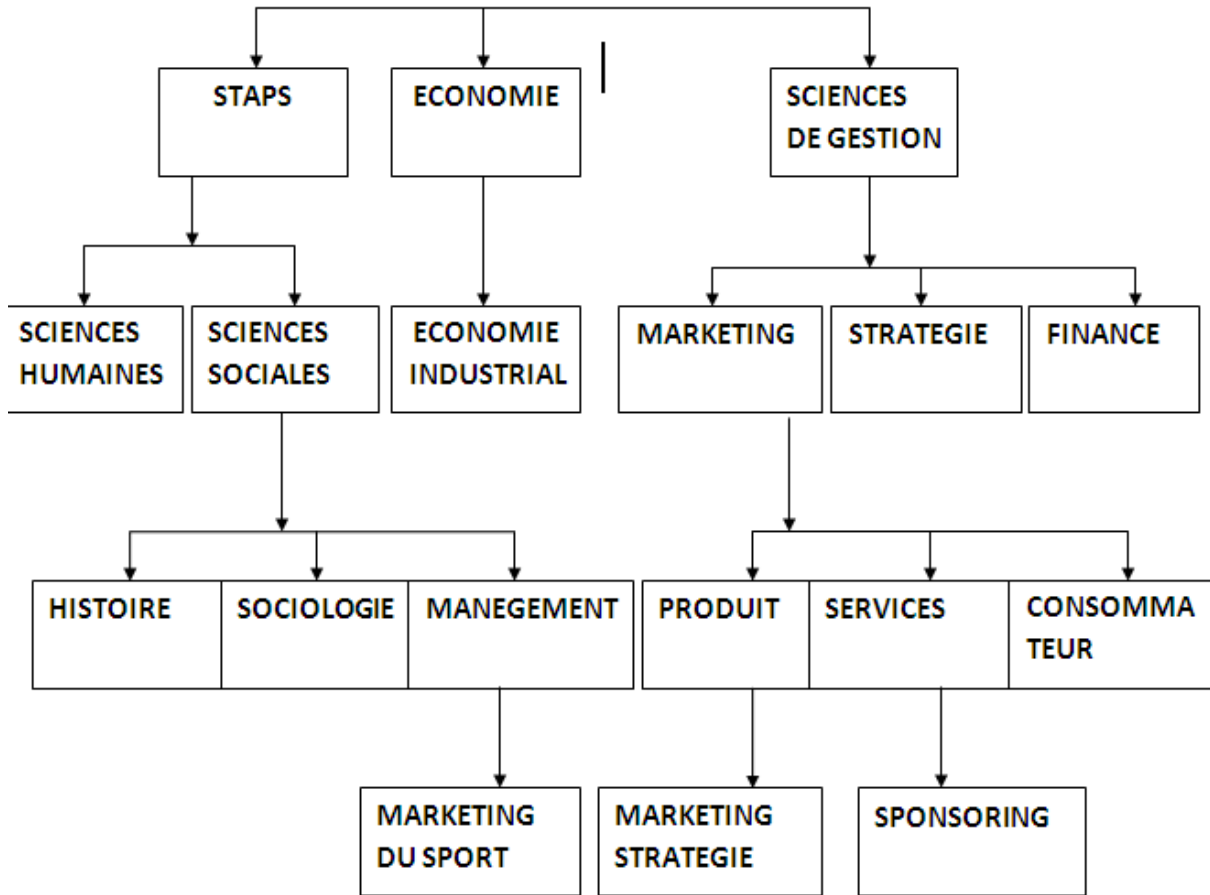 STAPS
ECONOMIE
SCIENCES
DE GESTION
SCIENCES
HUMAINES
SCIENCES
SOCIALES
ECONOMIE
INDUSTRIAL
MARKETING
STRATEGIE
FINANCE
HISTOIRE
SOCIOLOGIE
MANEGEMENT
PRODUIT
SERVICES
CONSOMMA
TEUR
MARKETING
DU SPORT
MARKETING
STRATEGIE
SPONSORING